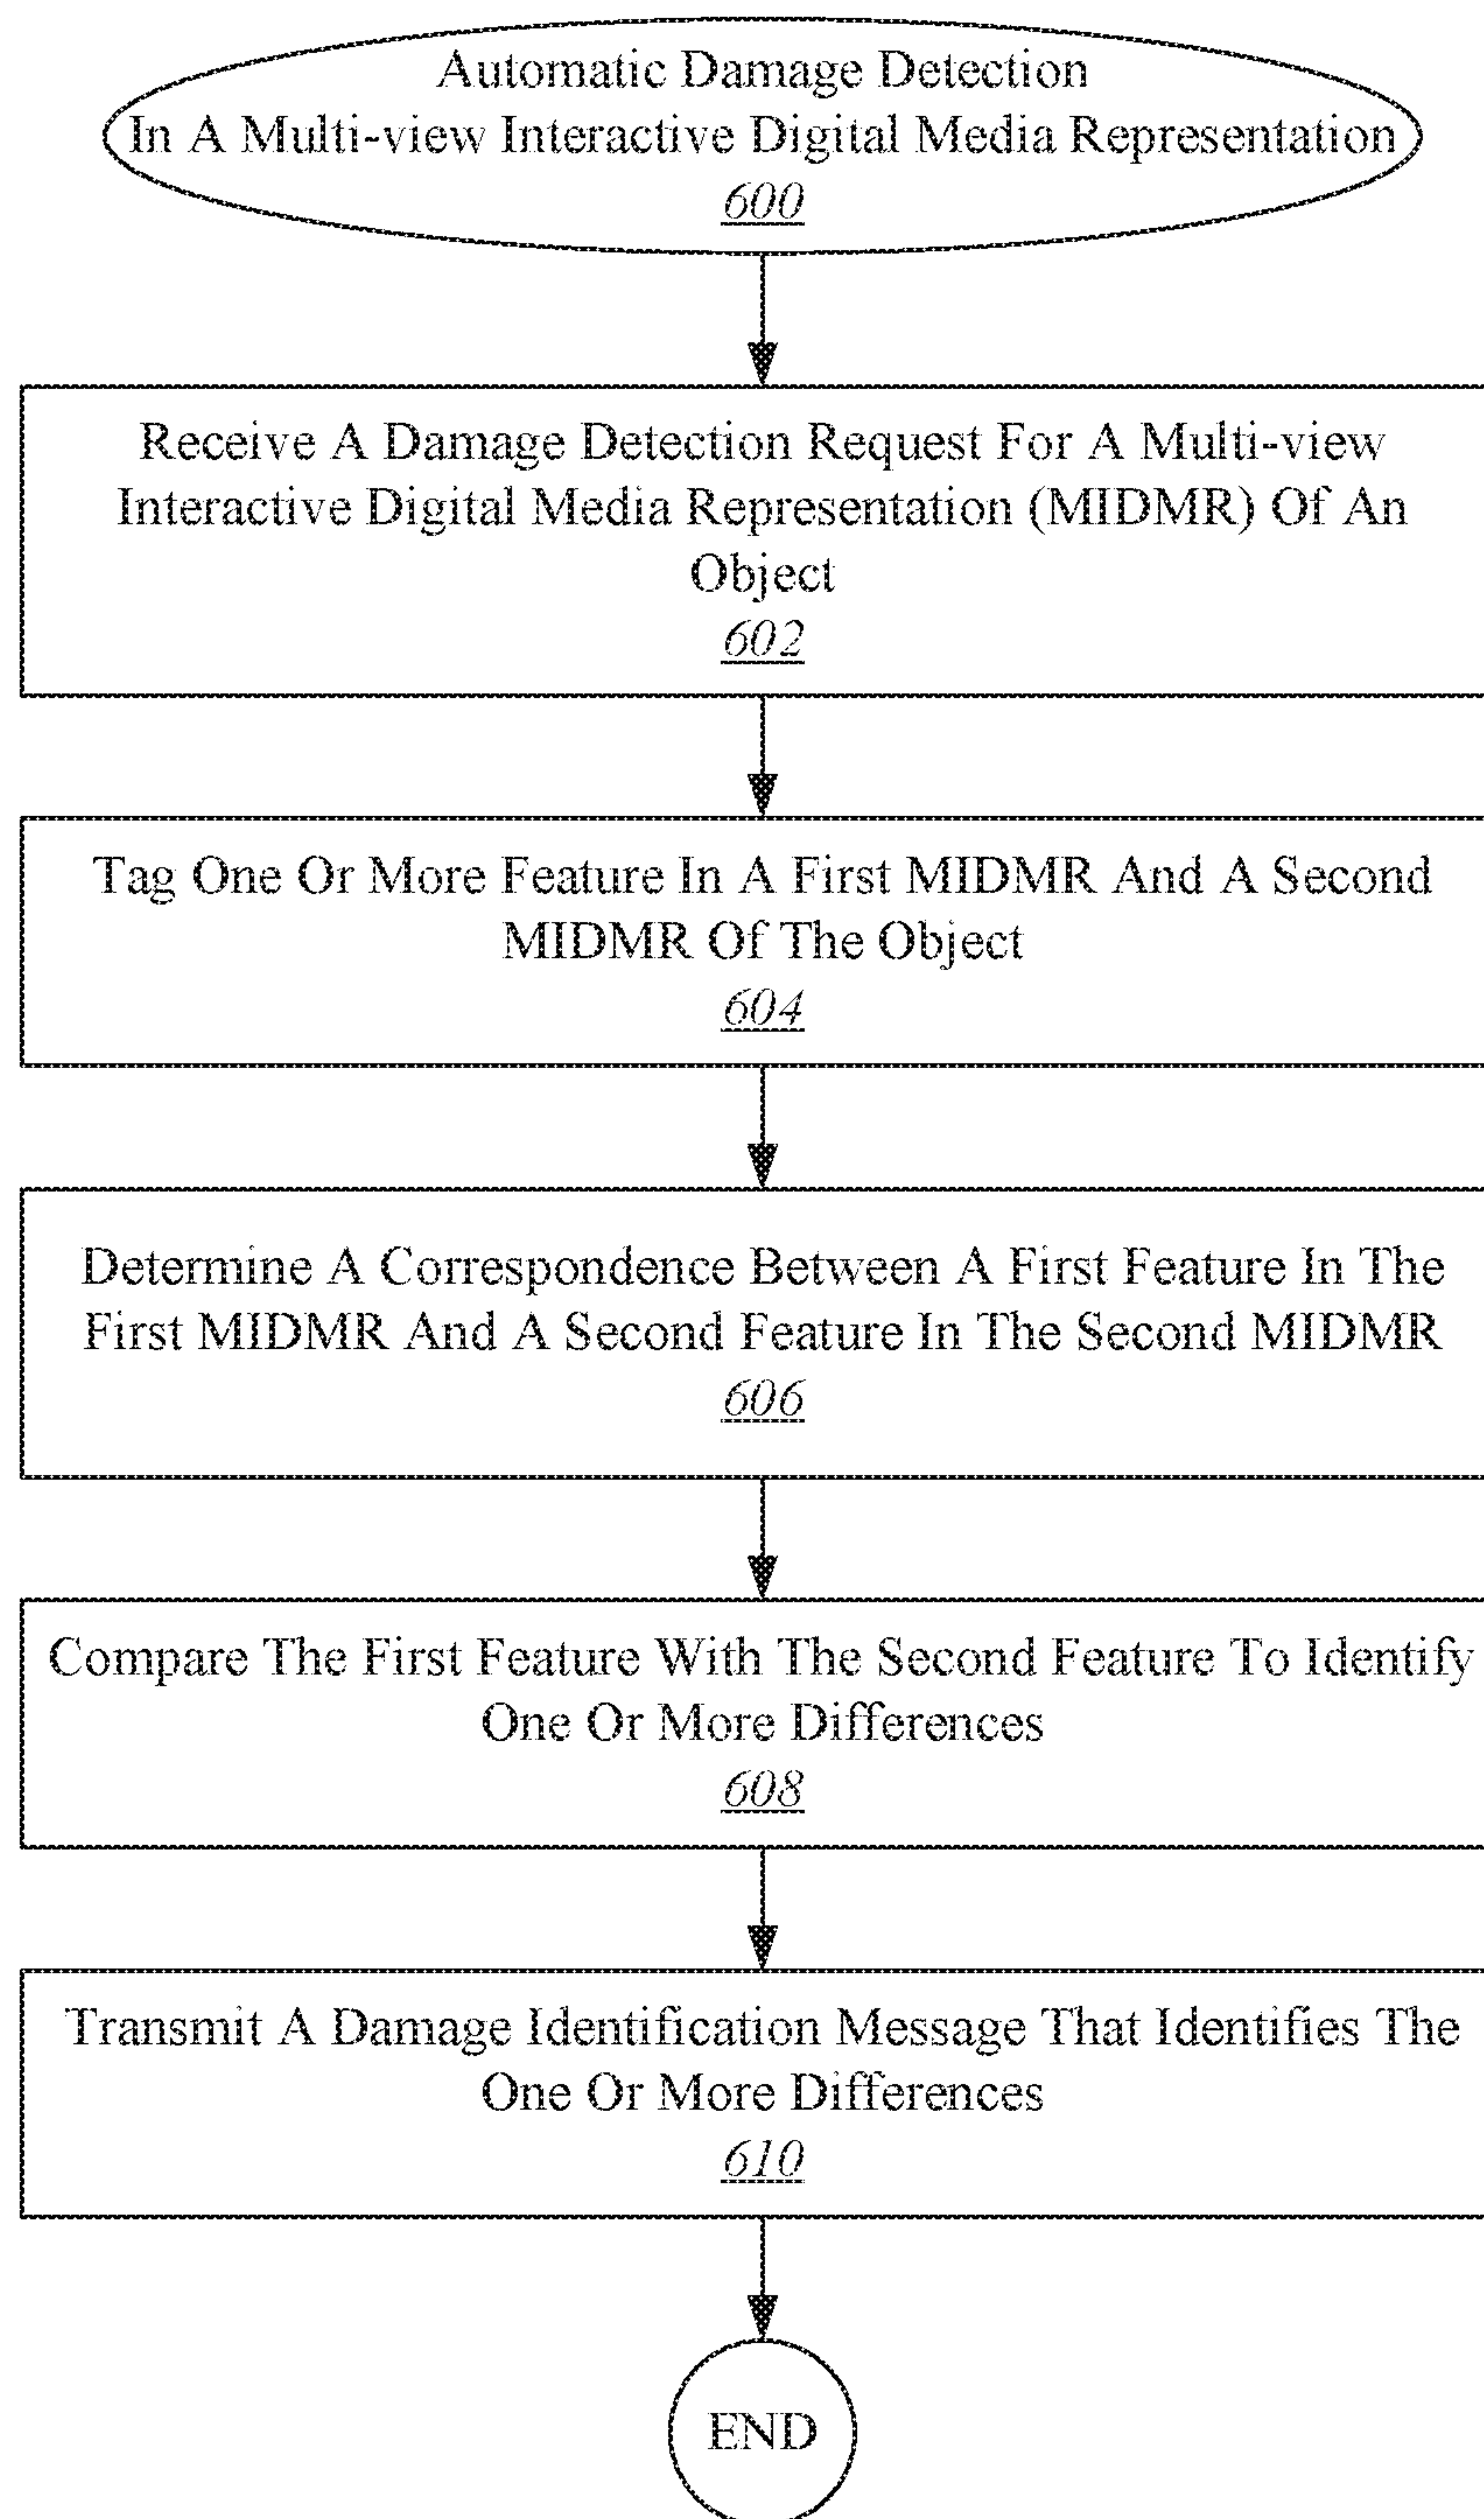 Automatic Damage Detection
In A Multi-view Interactive Digital Media Representation
600
Receive A Damage Detection Request For A Multi-view
Interactive Digital Media Representation (MIDMR) Of An
Object
602
Tag One Or More Feature In A First MIDMR And A Second
MIDMR Of The Object
604
Determine A Correspondence Between A First Feature In The
First MIDMR And A Second Feature In The Second MIDMR
606
Compare The First Feature With The Second Feature To Identify
One Or More Differences
608
Transmit A Damage Identification Message That Identifies The
One Or More Differences
610
END